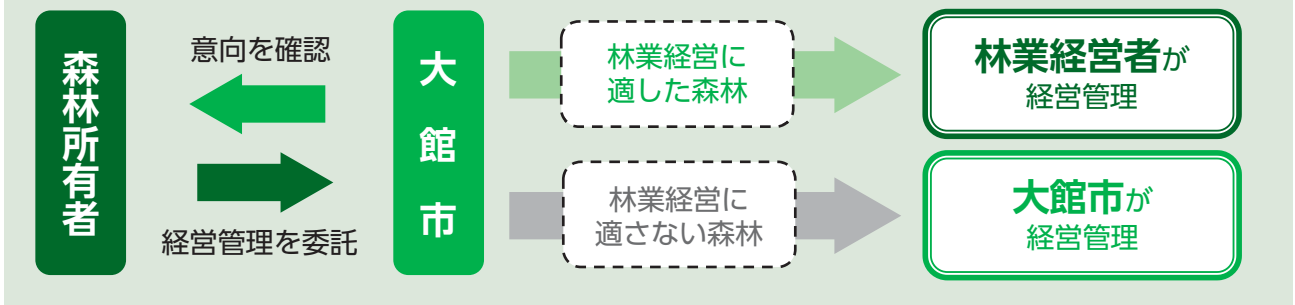 森林所有者
意向を確認
経営管理を委託
大館市
林業経営に
適した森林
林業経営者が
経営管理
林業経営に
適さない森林
大館市が
経営管理